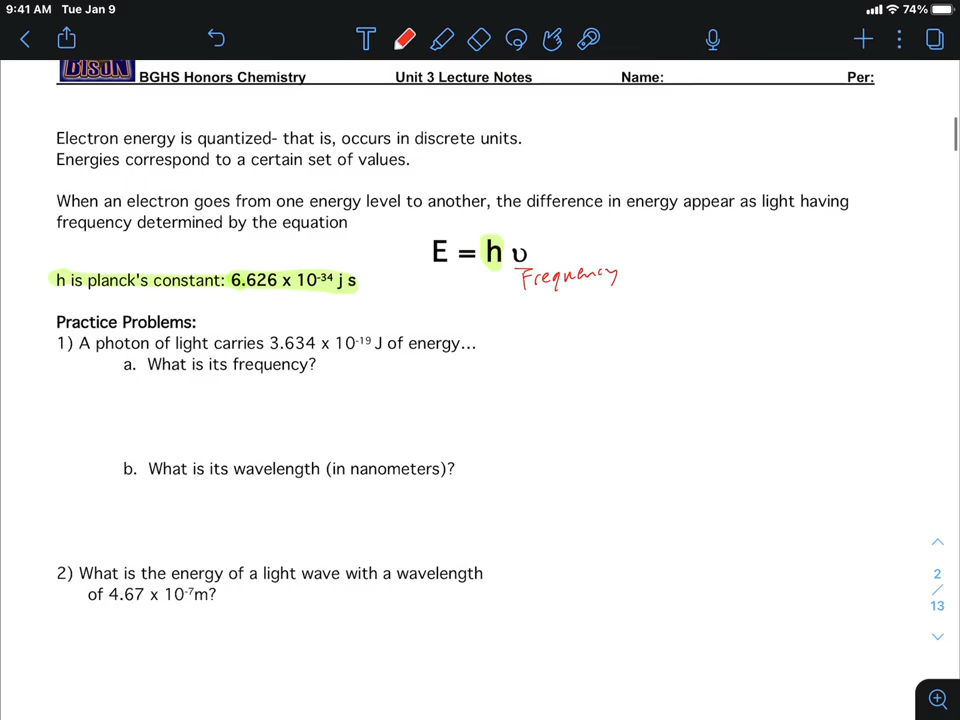 9:41 AM Tue Jan 9 74%
T
BISON BGHS Honors Chemistry Unit 3 Lecture Notes Name: Per:
Electron energy is quantized- that is, occurs in discrete units.
Energies correspond to a certain set of values.
When an electron goes from one energy level to another, the difference in energy appear as light having
frequency determined by the equation
E = h υ
Frequency
h is planck's constant: 6.626 x 10⁻³⁴ j s
Practice Problems:
1) A photon of light carries 3.634 x 10⁻¹⁹ J of energy…
a. What is its frequency?
b. What is its wavelength (in nanometers)?
2) What is the energy of a light wave with a wavelength
of 4.67 x 10⁻⁷m?
2
/
13